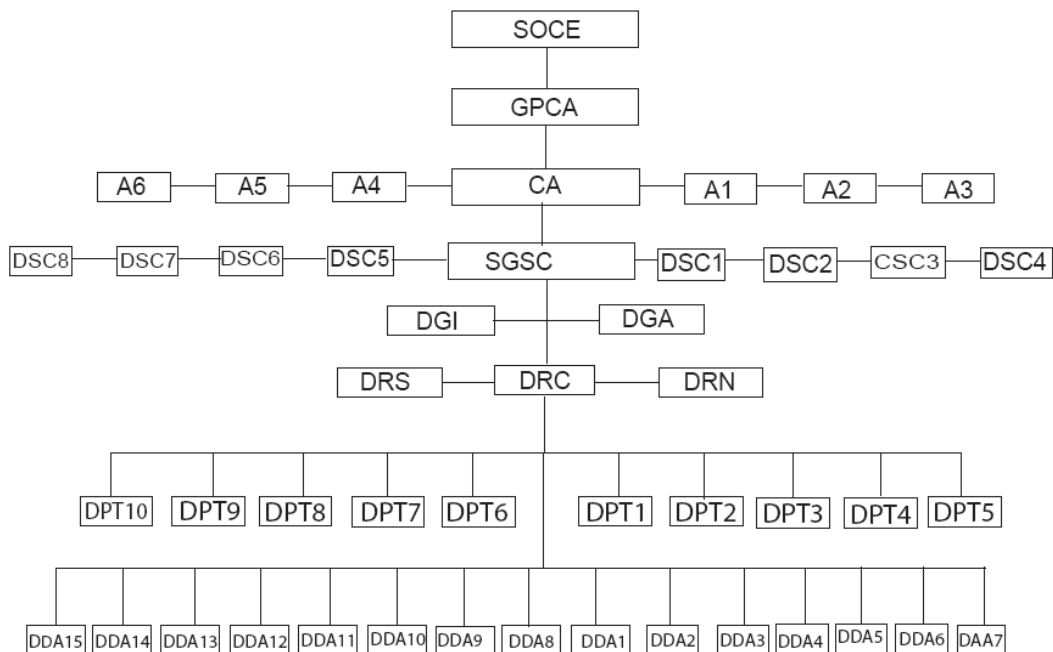 SOCE
GPCA
A6 A5 A4 CA A1 A2 A3
DSC8 DSC7 DSC6 DSC5 SGSC DSC1 DSC2 CSC3 DSC4
DGI DGA
DRS DRC DRN
DPT10 DPT9 DPT8 DPT7 DPT6 DPT1 DPT2 DPT3 DPT4 DPT5
DDA15 DDA14 DDA13 DDA12 DDA11 DDA10 DDA9 DDA8 DDA1 DDA2 DDA3 DDA4 DDA5 DDA6 DAA7